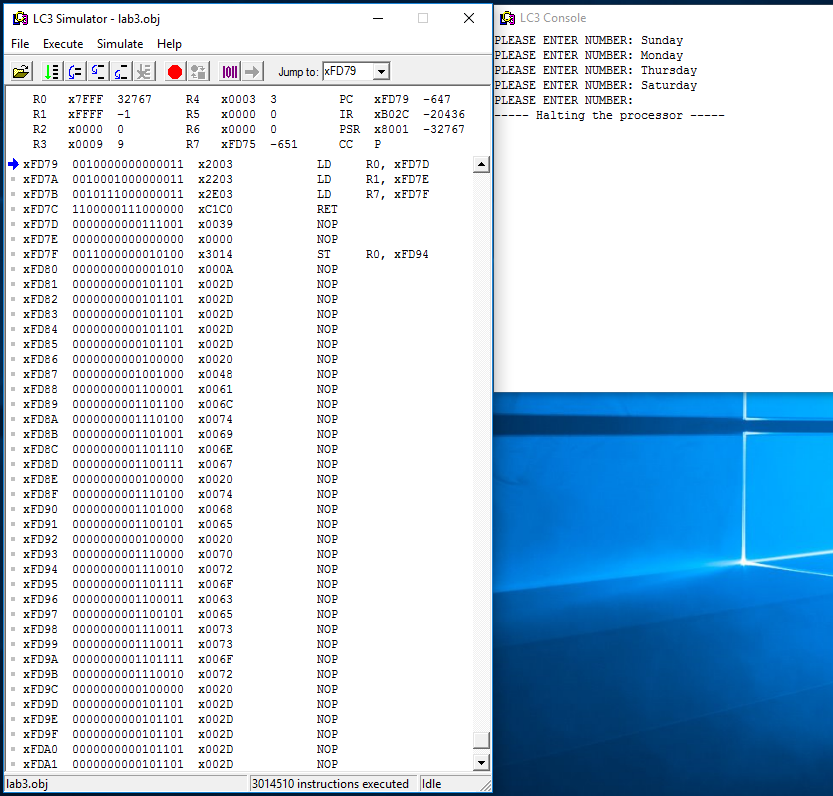 LC3 Simulator - lab3.obj
File Execute Simulate Help
Jump to: xFD79
R0 x7FFF 32767 R4 x0003 3 PC xFD79 -647
R1 xFFFF -1 R5 x0000 0 IR xB02C -20436
R2 x0000 0 R6 x0000 0 PSR x8001 -32767
R3 x0009 9 R7 xFD75 -651 CC P
xFD79 0010000000000011 x2003 LD R0, xFD7D
xFD7A 0010001000000011 x2203 LD R1, xFD7E
xFD7B 0010111000000011 x2E03 LD R7, xFD7F
xFD7C 1100000111000000 xC1C0 RET
xFD7D 0000000000111001 x0039 NOP
xFD7E 0000000000000000 x0000 NOP
xFD7F 0011000000010100 x3014 ST R0, xFD94
xFD80 0000000000001010 x000A NOP
xFD81 0000000000101101 x002D NOP
xFD82 0000000000101101 x002D NOP
xFD83 0000000000101101 x002D NOP
xFD84 0000000000101101 x002D NOP
xFD85 0000000000101101 x002D NOP
xFD86 0000000000100000 x0020 NOP
xFD87 0000000001001000 x0048 NOP
xFD88 0000000001100001 x0061 NOP
xFD89 0000000001101100 x006C NOP
xFD8A 0000000001110100 x0074 NOP
xFD8B 0000000001101001 x0069 NOP
xFD8C 0000000001101110 x006E NOP
xFD8D 0000000001100111 x0067 NOP
xFD8E 0000000000100000 x0020 NOP
xFD8F 0000000001110100 x0074 NOP
xFD90 0000000001101000 x0068 NOP
xFD91 0000000001100101 x0065 NOP
xFD92 0000000000100000 x0020 NOP
xFD93 0000000001110000 x0070 NOP
xFD94 0000000001110010 x0072 NOP
xFD95 0000000001101111 x006F NOP
xFD96 0000000001100011 x0063 NOP
xFD97 0000000001100101 x0065 NOP
xFD98 0000000001110011 x0073 NOP
xFD99 0000000001110011 x0073 NOP
xFD9A 0000000001101111 x006F NOP
xFD9B 0000000001110010 x0072 NOP
xFD9C 0000000000100000 x0020 NOP
xFD9D 0000000000101101 x002D NOP
xFD9E 0000000000101101 x002D NOP
xFD9F 0000000000101101 x002D NOP
xFDA0 0000000000101101 x002D NOP
xFDA1 0000000000101101 x002D NOP
lab3.obj 3014510 instructions executed Idle
LC3 Console
PLEASE ENTER NUMBER: Sunday
PLEASE ENTER NUMBER: Monday
PLEASE ENTER NUMBER: Thursday
PLEASE ENTER NUMBER: Saturday
PLEASE ENTER NUMBER:
----- Halting the processor -----